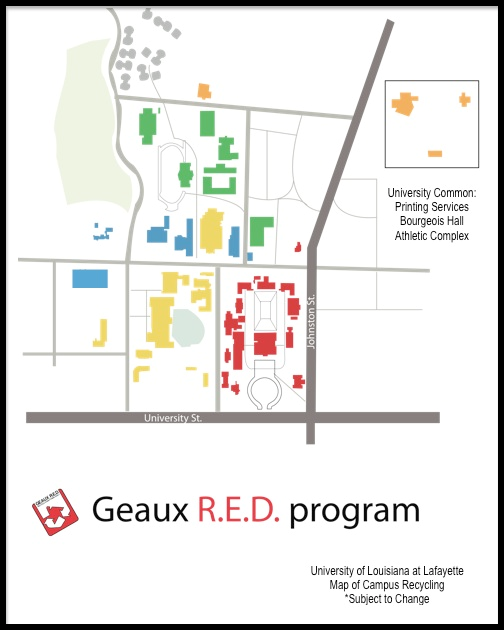 University Common:
Printing Services
Bourgeois Hall
Athletic Complex
Johnston St.
University St.
GEAUX R.E.D.
Geaux R.E.D. program
University of Louisiana at Lafayette
Map of Campus Recycling
*Subject to Change